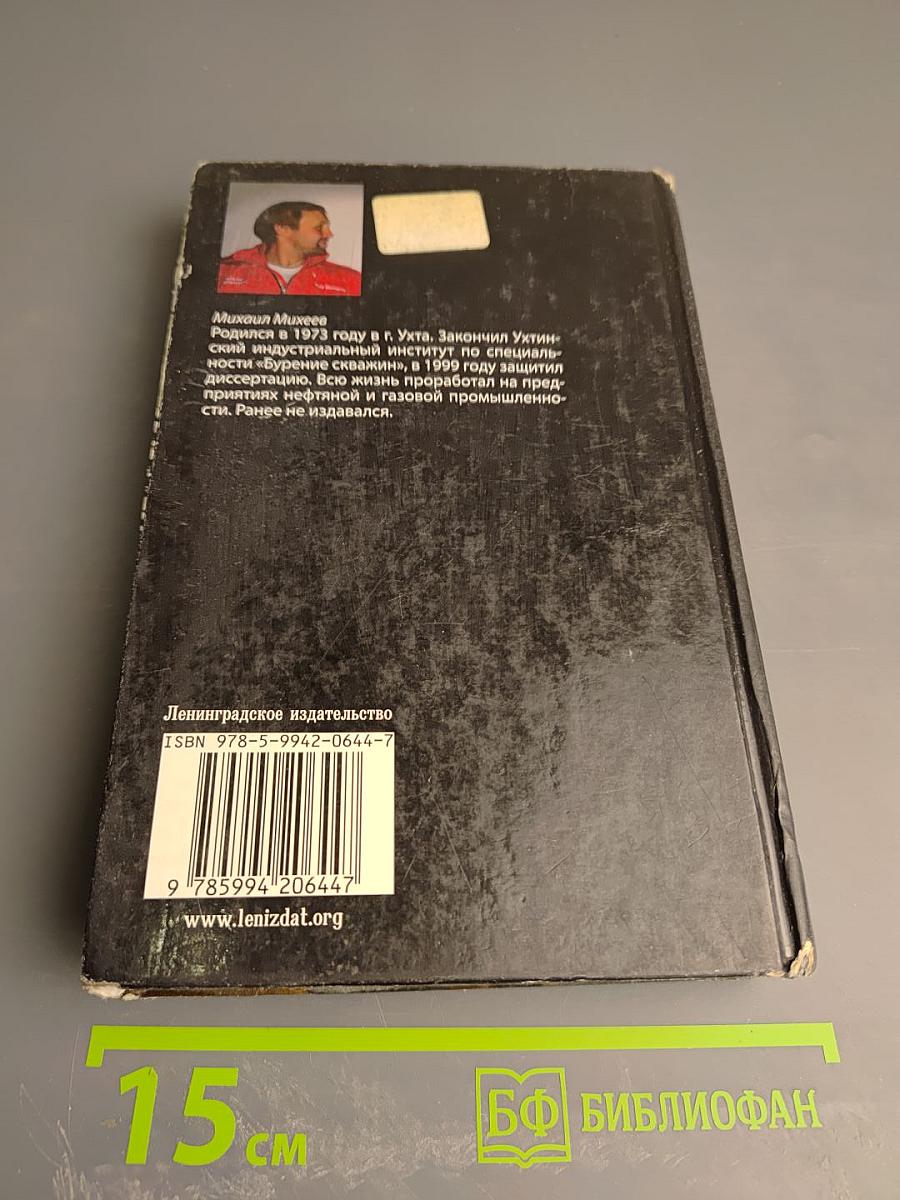 Михаил Михеев
Родился в 1973 году в г. Ухта. Закончил Ухтин-
ский индустриальный институт по специаль-
ности «Бурение скважин», в 1999 году защитил
диссертацию. Всю жизнь проработал на пред-
приятиях нефтяной и газовой промышленно-
сти. Ранее не издавался.
Ленинградское издательство
ISBN 978-5-9942-0644-7
9 785994 206447
www.lenizdat.org
15 см
БФ БИБЛИОФАН